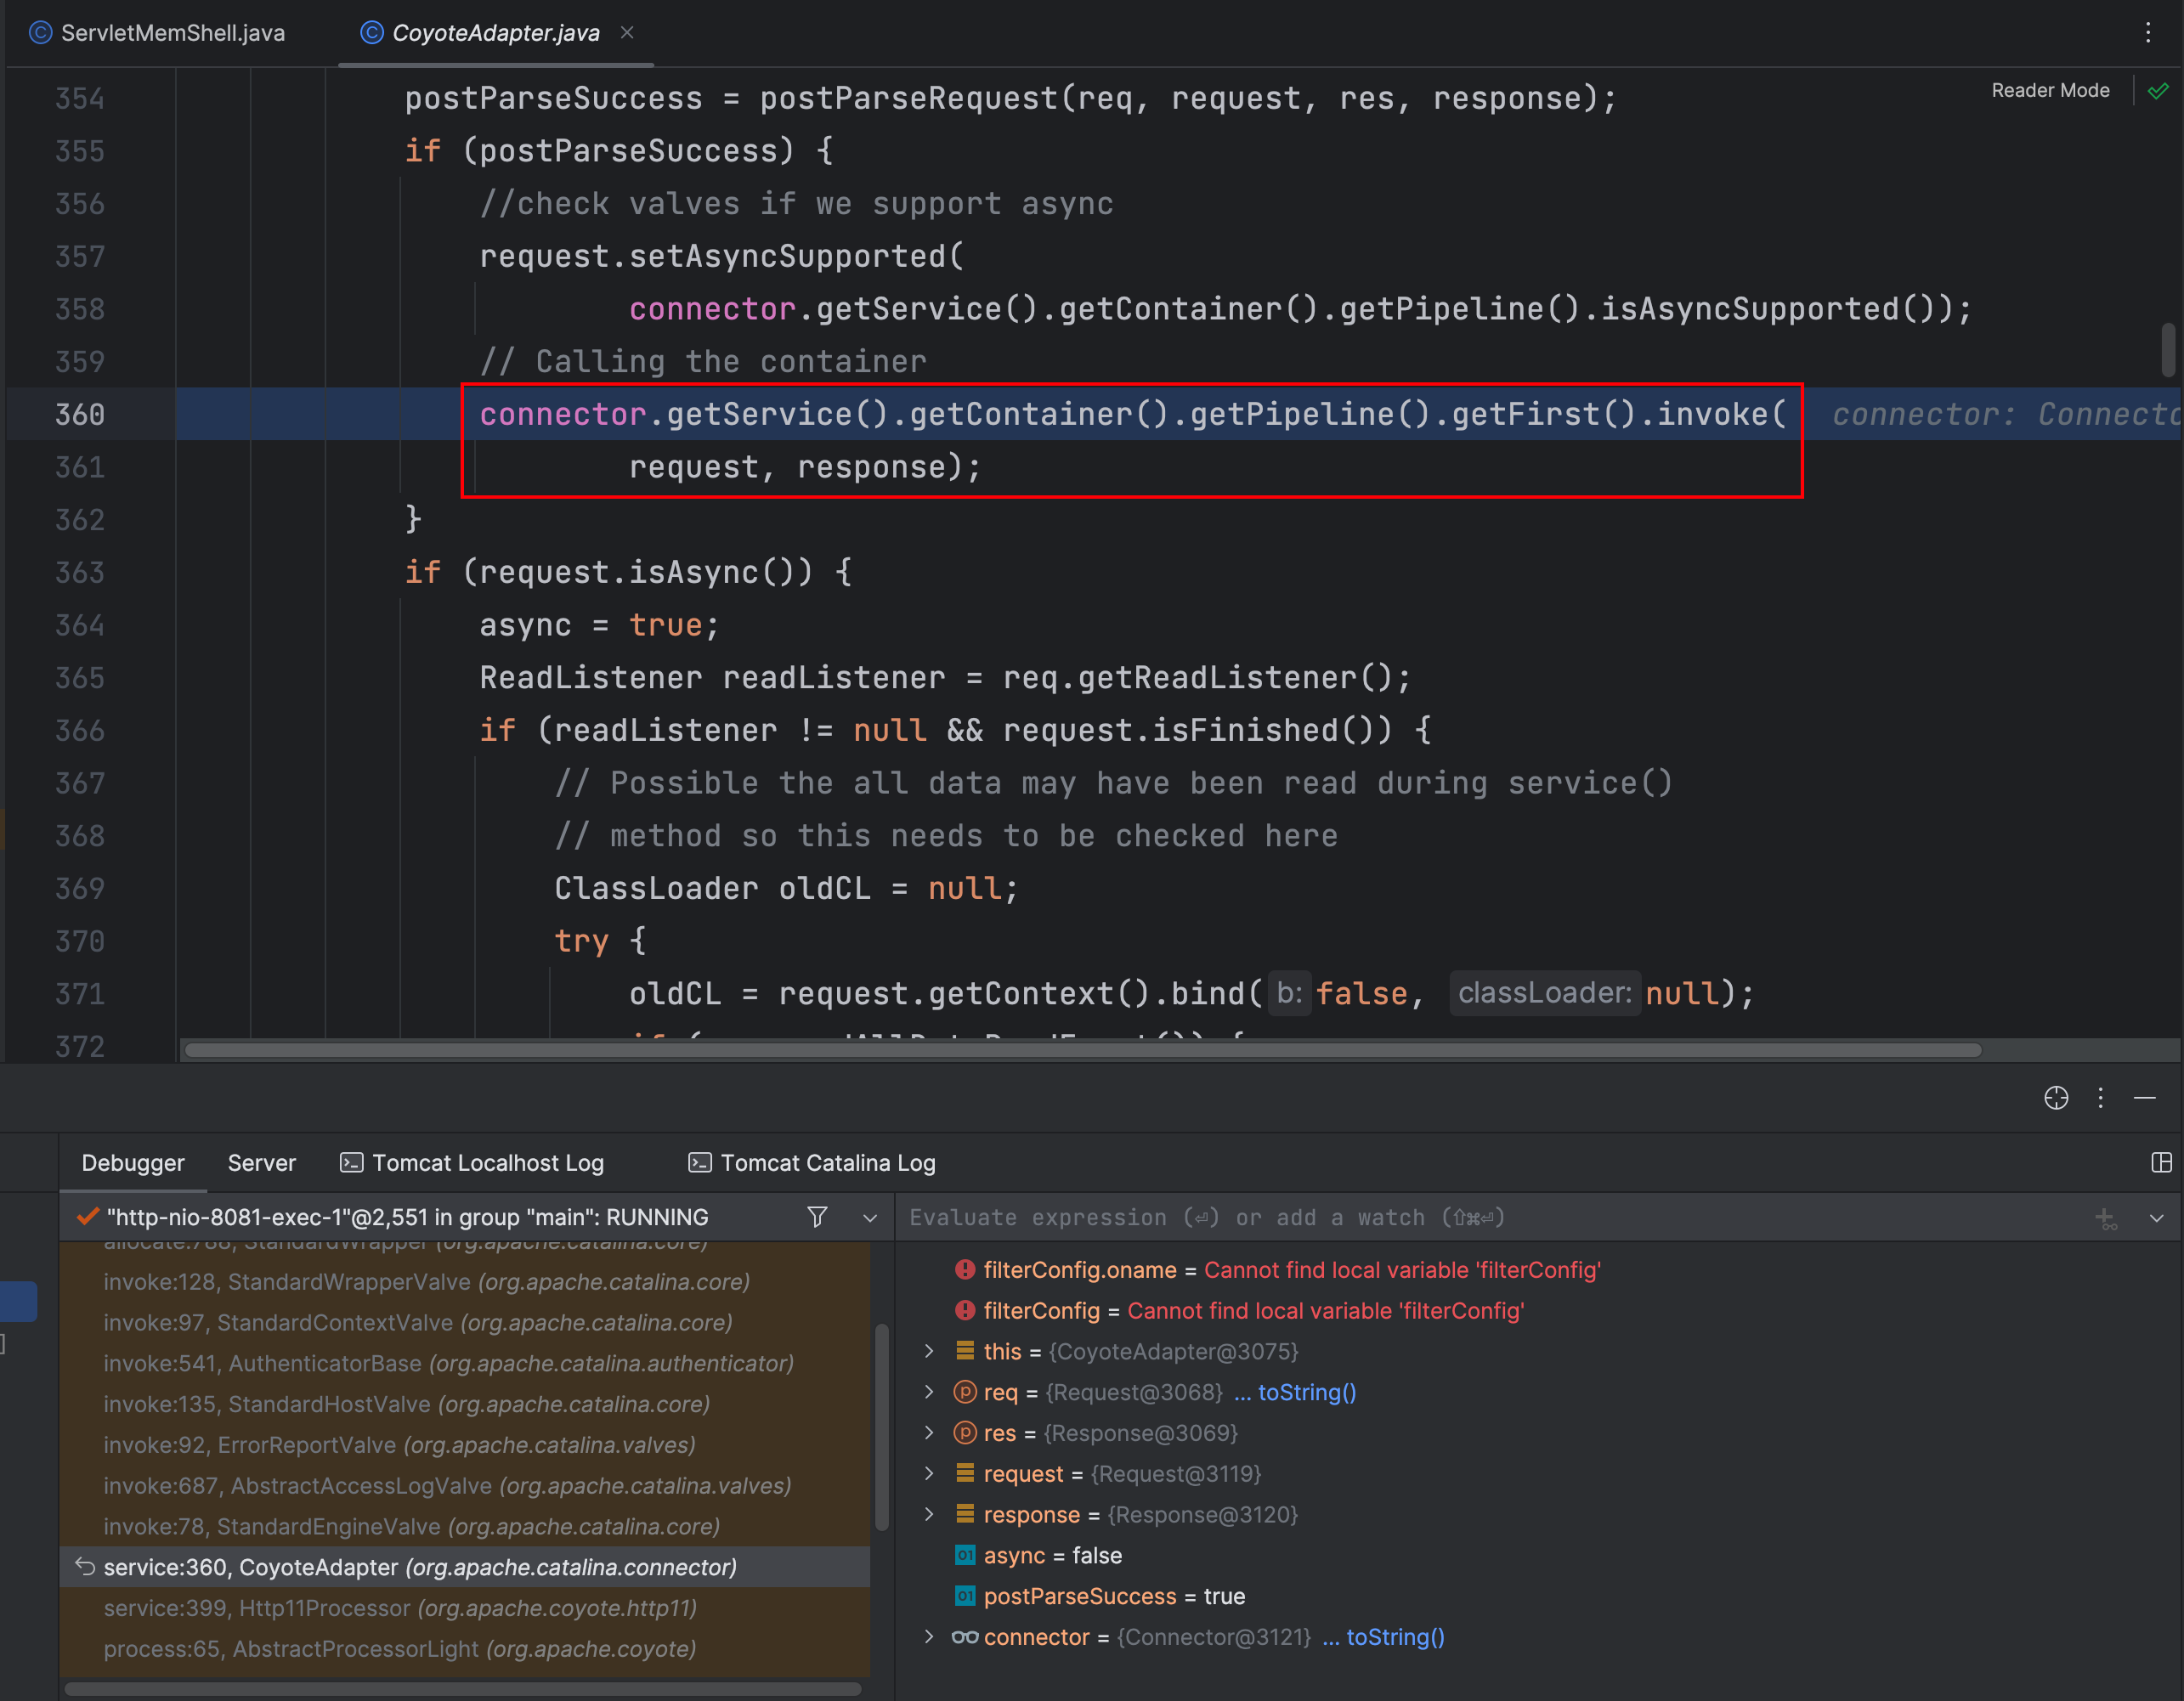 ServletMemShell.java
CoyoteAdapter.java
Reader Mode
354 postParseSuccess = postParseRequest(req, request, res, response);
355 if (postParseSuccess) {
356 //check valves if we support async
357 request.setAsyncSupported(
358 connector.getService().getContainer().getPipeline().isAsyncSupported());
359 // Calling the container
360 connector.getService().getContainer().getPipeline().getFirst().invoke( connector:
361 request, response);
362 }
363 if (request.isAsync()) {
364 async = true;
365 ReadListener readListener = req.getReadListener();
366 if (readListener != null && request.isFinished()) {
367 // Possible the all data may have been read during service()
368 // method so this needs to be checked here
369 ClassLoader oldCL = null;
370 try {
371 oldCL = request.getContext().bind( b: false, classLoader: null);
372
Debugger
Server
Tomcat Localhost Log
Tomcat Catalina Log
"http-nio-8081-exec-1"@2,551 in group "main": RUNNING
allocate:788, StandardWrapper (org.apache.catalina.core)
invoke:128, StandardWrapperValve (org.apache.catalina.core)
invoke:97, StandardContextValve (org.apache.catalina.core)
invoke:541, AuthenticatorBase (org.apache.catalina.authenticator)
invoke:135, StandardHostValve (org.apache.catalina.core)
invoke:92, ErrorReportValve (org.apache.catalina.valves)
invoke:687, AbstractAccessLogValve (org.apache.catalina.valves)
invoke:78, StandardEngineValve (org.apache.catalina.core)
service:360, CoyoteAdapter (org.apache.catalina.connector)
service:399, Http11Processor (org.apache.coyote.http11)
process:65, AbstractProcessorLight (org.apache.coyote)
Evaluate expression (⏎) or add a watch (⇧⌘⏎)
filterConfig.oname = Cannot find local variable 'filterConfig'
filterConfig = Cannot find local variable 'filterConfig'
this = {CoyoteAdapter@3075}
req = {Request@3068} ... toString()
res = {Response@3069}
request = {Request@3119}
response = {Response@3120}
async = false
postParseSuccess = true
connector = {Connector@3121} ... toString()